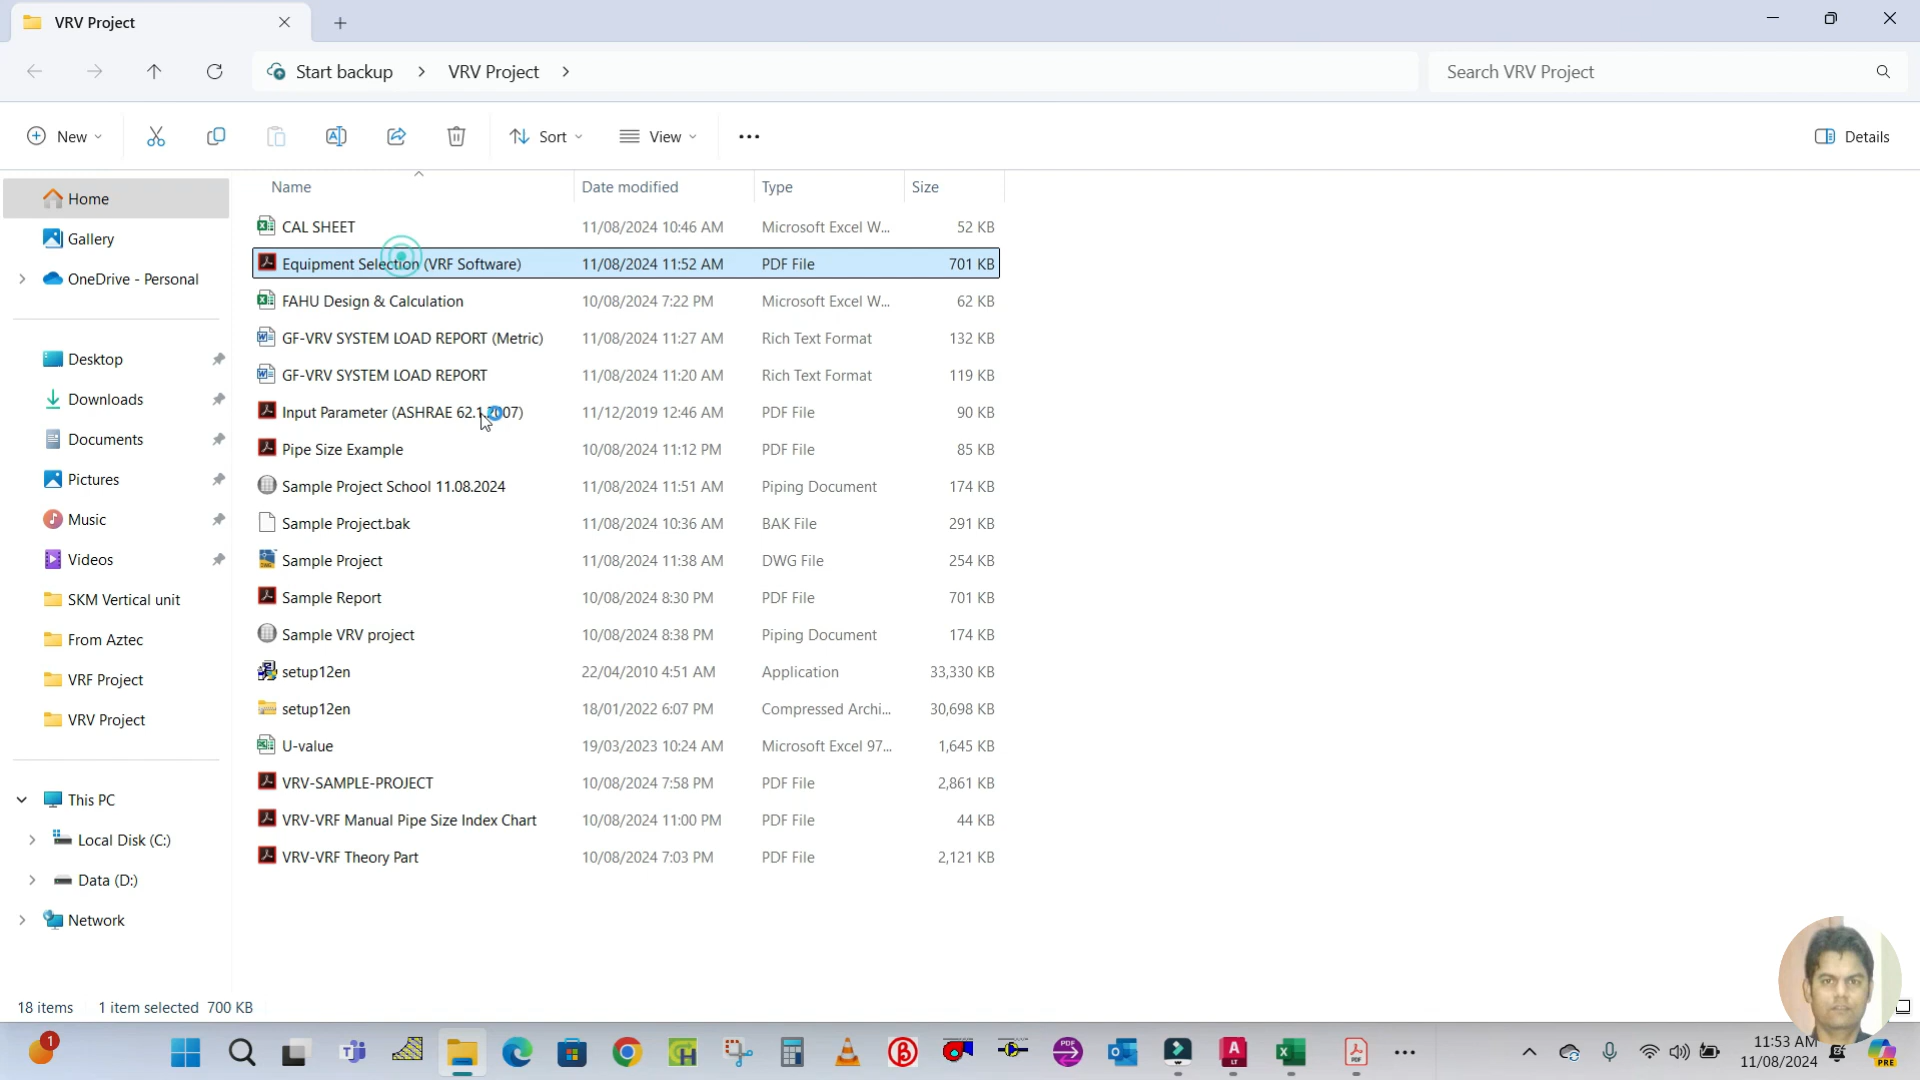 VRV Project
Start backup > VRV Project >
Search VRV Project
New
Sort
View
Details
Name Date modified Type Size
Home
Gallery
OneDrive - Personal
Desktop
Downloads
Documents
Pictures
Music
Videos
SKM Vertical unit
From Aztec
VRF Project
VRV Project
This PC
Local Disk (C:)
Data (D:)
Network
CAL SHEET 11/08/2024 10:46 AM Microsoft Excel W... 52 KB
Equipment Selection (VRF Software) 11/08/2024 11:52 AM PDF File 701 KB
FAHU Design & Calculation 10/08/2024 7:22 PM Microsoft Excel W... 62 KB
GF-VRV SYSTEM LOAD REPORT (Metric) 11/08/2024 11:27 AM Rich Text Format 132 KB
GF-VRV SYSTEM LOAD REPORT 11/08/2024 11:20 AM Rich Text Format 119 KB
Input Parameter (ASHRAE 62.1.2007) 11/12/2019 12:46 AM PDF File 90 KB
Pipe Size Example 10/08/2024 11:12 PM PDF File 85 KB
Sample Project School 11.08.2024 11/08/2024 11:51 AM Piping Document 174 KB
Sample Project.bak 11/08/2024 10:36 AM BAK File 291 KB
Sample Project 11/08/2024 11:38 AM DWG File 254 KB
Sample Report 10/08/2024 8:30 PM PDF File 701 KB
Sample VRV project 10/08/2024 8:38 PM Piping Document 174 KB
setup12en 22/04/2010 4:51 AM Application 33,330 KB
setup12en 18/01/2022 6:07 PM Compressed Archi... 30,698 KB
U-value 19/03/2023 10:24 AM Microsoft Excel 97... 1,645 KB
VRV-SAMPLE-PROJECT 10/08/2024 7:58 PM PDF File 2,861 KB
VRV-VRF Manual Pipe Size Index Chart 10/08/2024 11:00 PM PDF File 44 KB
VRV-VRF Theory Part 10/08/2024 7:03 PM PDF File 2,121 KB
18 items 1 item selected 700 KB
1
PDF
11:53 AM
11/08/2024
PRE